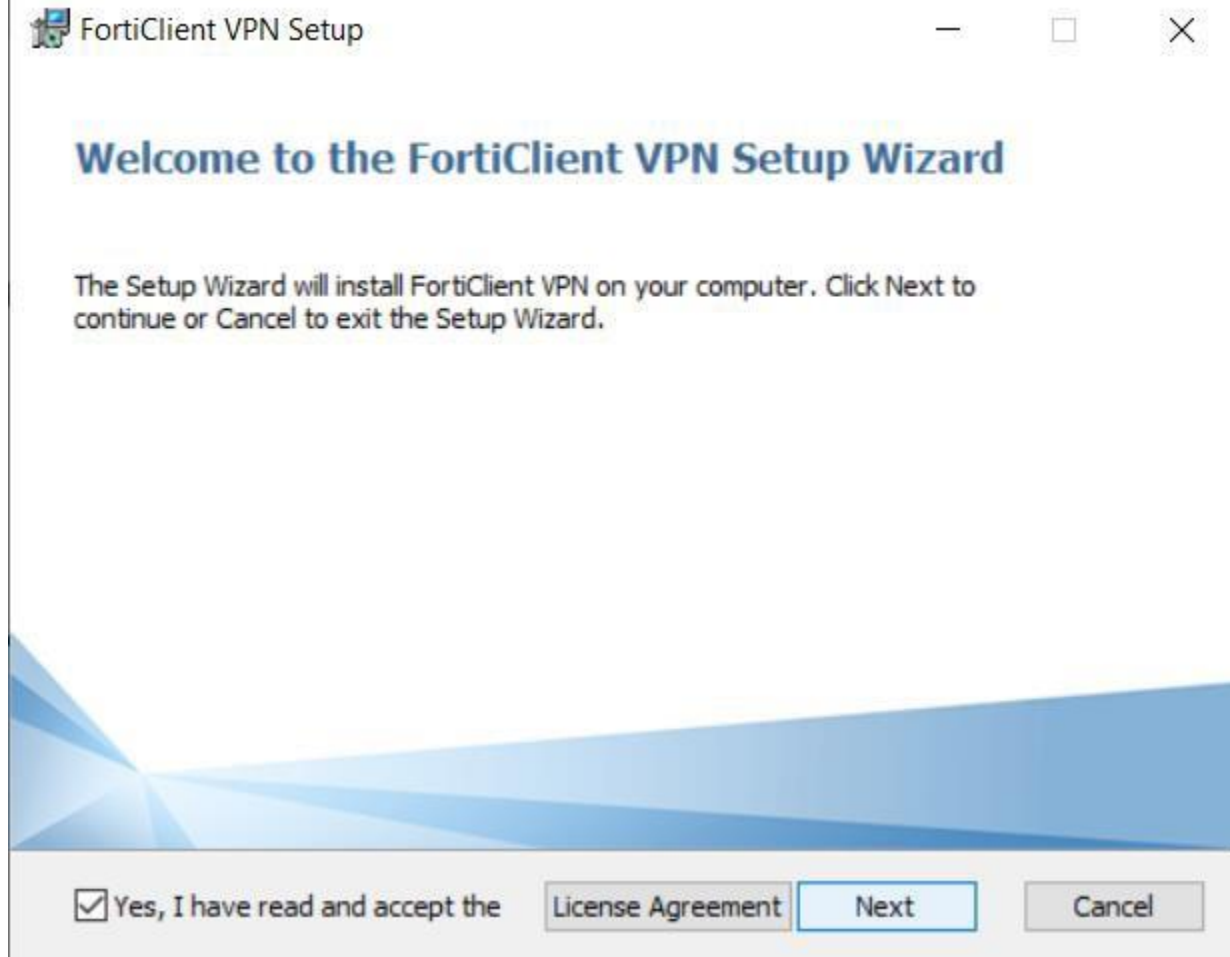 FortiClient VPN Setup
Welcome to the FortiClient VPN Setup Wizard
The Setup Wizard will install FortiClient VPN on your computer. Click Next to
continue or Cancel to exit the Setup Wizard.
Yes, I have read and accept the License Agreement Next Cancel